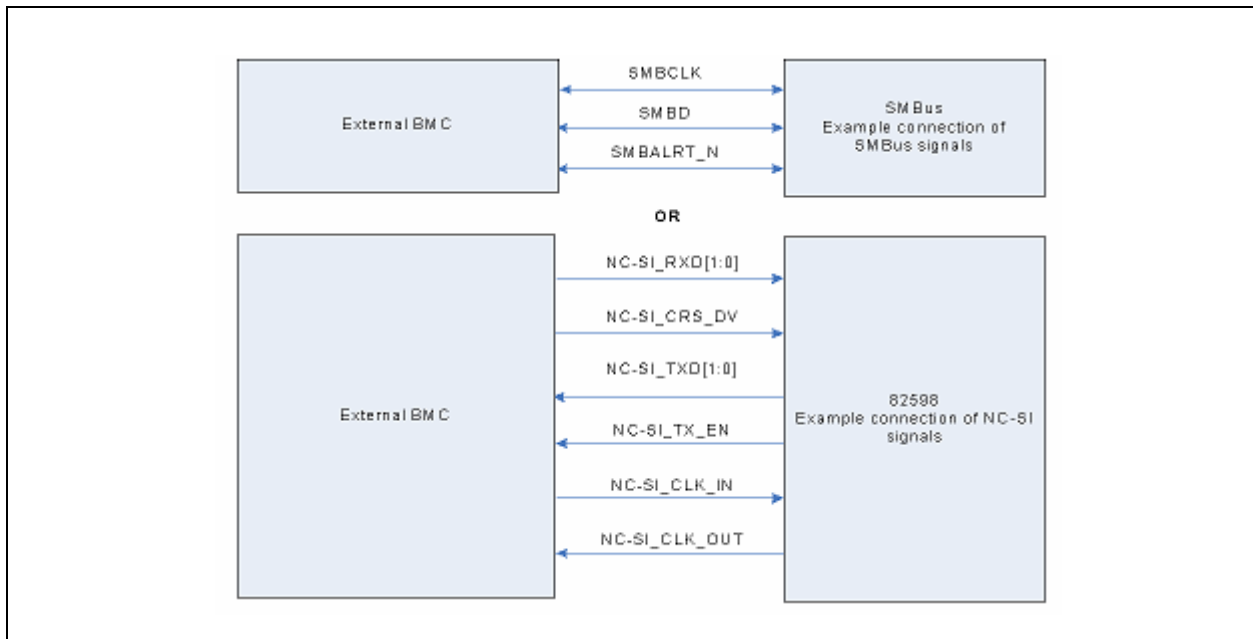 SMBCLK
SMBD
SMBALRT_N
External BMC
SMBus
Example connection of
SMBus signals
OR
NC-SI_RXD[1:0]
NC-SI_CRS_DV
NC-SI_TXD[1:0]
NC-SI_TX_EN
NC-SI_CLK_IN
NC-SI_CLK_OUT
External BMC
82598
Example connection of NC-SI
signals